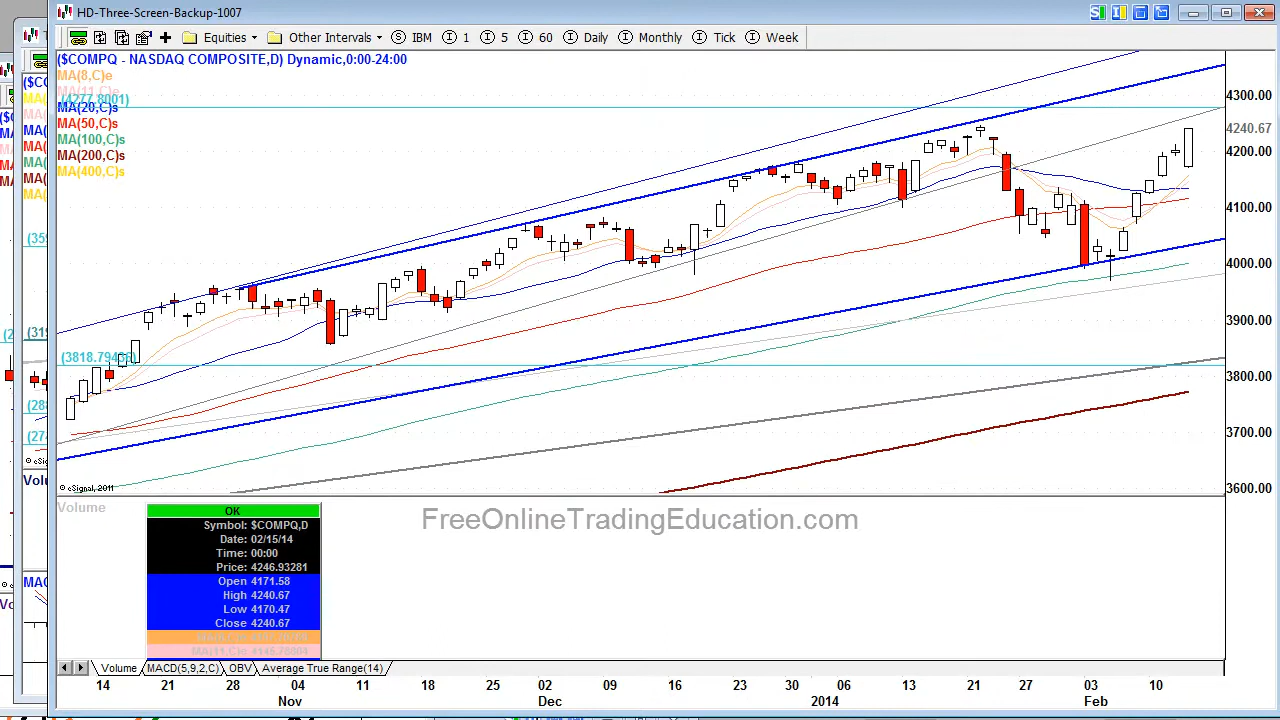 HD-Three-Screen-Backup-1007
S I
Equities Other Intervals S IBM I 1 I 5 I 60 I Daily I Monthly I Tick I Week
($COMPQ - NASDAQ COMPOSITE,D) Dynamic,0:00-24:00
MA(8,C)e
MA(11,C)e
(4277.8001)
MA(20,C)s
MA(50,C)s
MA(100,C)s
MA(200,C)s
MA(400,C)s
4300.00
4240.67
4200.00
4100.00
4000.00
3900.00
3800.00
3700.00
3600.00
© eSignal, 2011
Volume
FreeOnlineTradingEducation.com
OK
Symbol: $COMPQ,D
Date: 02/15/14
Time: 00:00
Price: 4246.93281
Open 4171.58
High 4240.67
Low 4170.47
Close 4240.67
Volume MACD(5,9,2,C) OBV Average True Range(14)
14 21 28 04 11 18 25 02 09 16 23 30 06 13 21 27 03 10
Nov Dec 2014 Feb